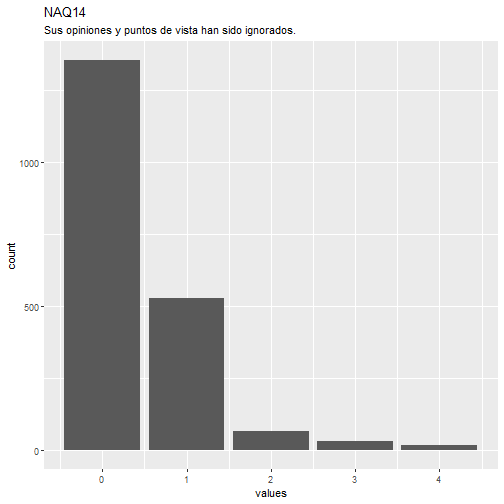 NAQ14
Sus opiniones y puntos de vista han sido ignorados.
count
1000
500
0
0 1 2 3 4
values